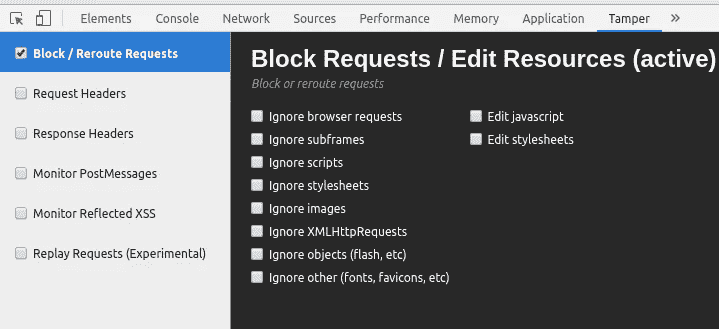 Elements Console Network Sources Performance Memory Application Tamper »
Block / Reroute Requests
Request Headers
Response Headers
Monitor PostMessages
Monitor Reflected XSS
Replay Requests (Experimental)
Block Requests / Edit Resources (active)
Block or reroute requests
Ignore browser requests
Ignore subframes
Ignore scripts
Ignore stylesheets
Ignore images
Ignore XMLHttpRequests
Ignore objects (flash, etc)
Ignore other (fonts, favicons, etc)
Edit javascript
Edit stylesheets